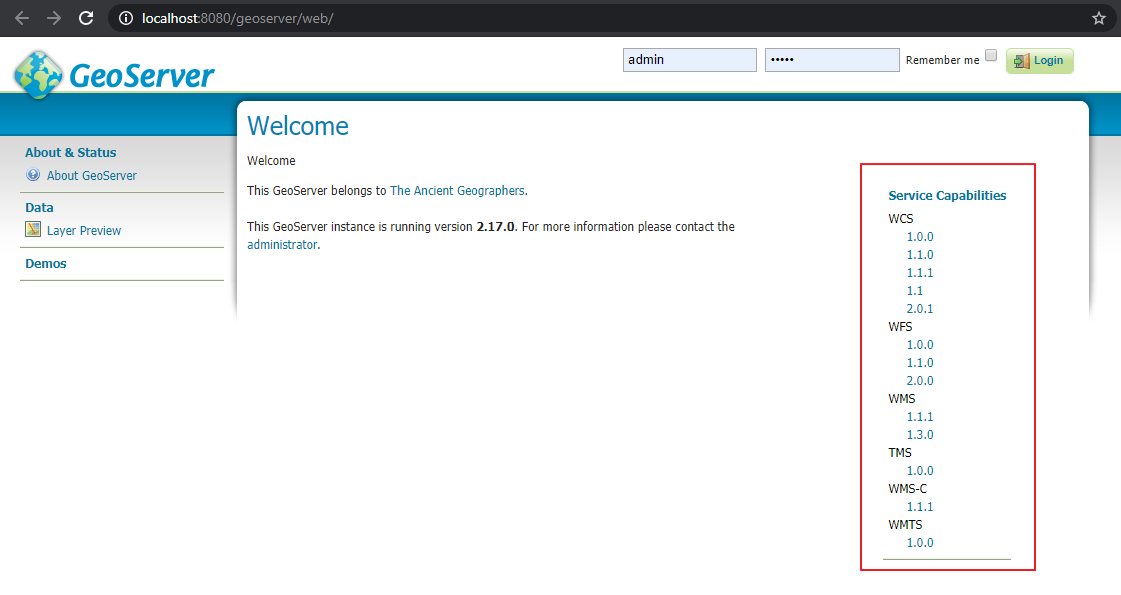 localhost:8080/geoserver/web/
GeoServer
admin
•••••
Remember me
Login
About & Status
About GeoServer
Data
Layer Preview
Demos
Welcome
Welcome
This GeoServer belongs to The Ancient Geographers.
This GeoServer instance is running version 2.17.0. For more information please contact the
administrator.
Service Capabilities
WCS
1.0.0
1.1.0
1.1.1
1.1
2.0.1
WFS
1.0.0
1.1.0
2.0.0
WMS
1.1.1
1.3.0
TMS
1.0.0
WMS-C
1.1.1
WMTS
1.0.0